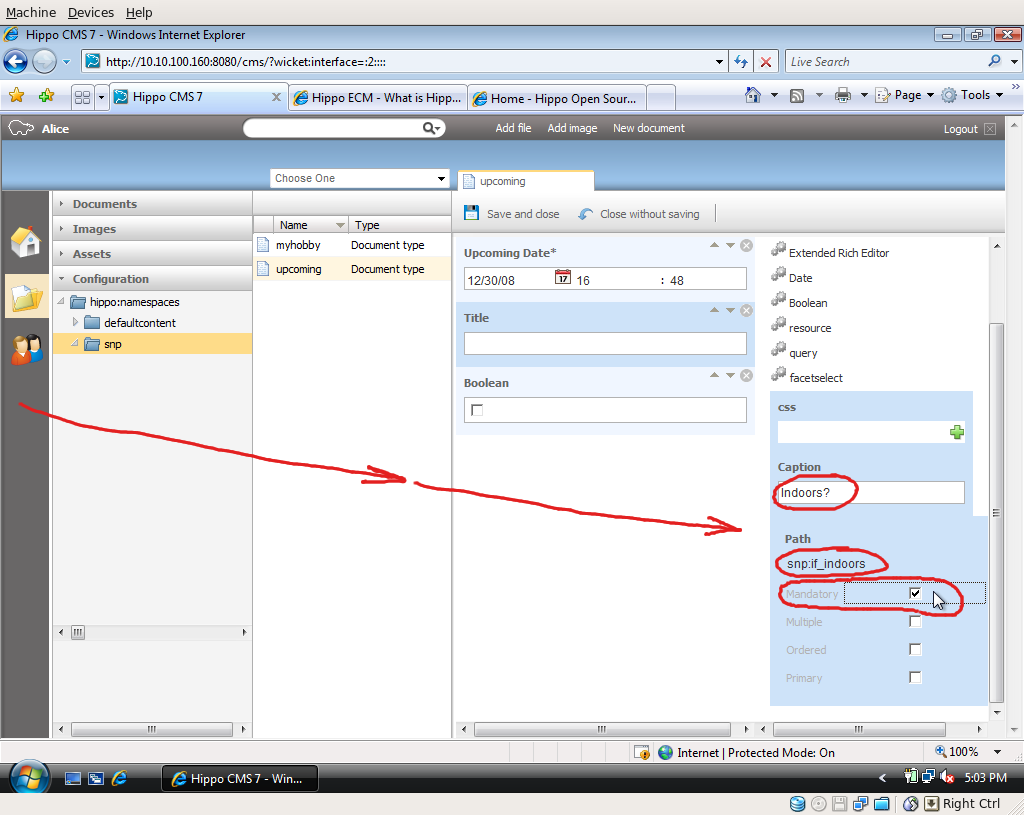 Machine Devices Help
Hippo CMS 7 - Windows Internet Explorer
http://10.10.100.160:8080/cms/?wicket:interface=:2::::
Live Search
Hippo CMS 7
Hippo ECM - What is Hipp...
Home - Hippo Open Sour...
Page
Tools
Alice
Add file Add image New document
Logout
Choose One
upcoming
Save and close
Close without saving
Documents
Images
Assets
Configuration
hippo:namespaces
defaultcontent
snp
Name Type
myhobby Document type
upcoming Document type
Upcoming Date*
12/30/08 17 16 : 48
Title
Boolean
Extended Rich Editor
Date
Boolean
resource
query
facetselect
css
Caption
Indoors?
Path
snp:if_indoors
Mandatory
Multiple
Ordered
Primary
Internet | Protected Mode: On
100%
Hippo CMS 7 - Win...
5:03 PM
Right Ctrl